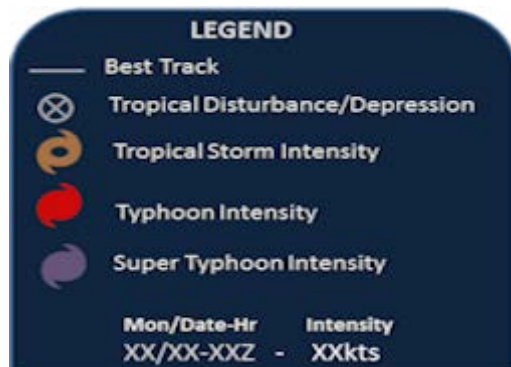 LEGEND
Best Track
Tropical Disturbance/Depression
Tropical Storm Intensity
Typhoon Intensity
Super Typhoon Intensity
Mon/Date-Hr Intensity
XX/XX-XXZ - XXkts